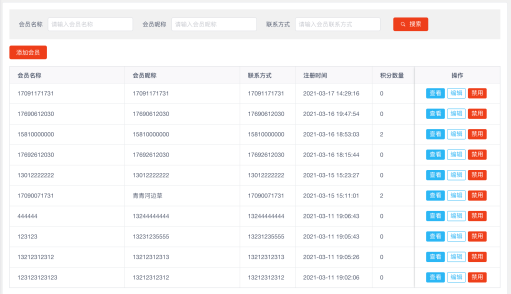 会员名称 请输入会员名称 会员昵称 请输入会员昵称 联系方式 请输入会员联系方式 搜索
添加会员
会员名称 会员昵称 联系方式 注册时间 积分数量 操作
17091171731 17091171731 17091171731 2021-03-17 14:29:16 0 查看 编辑 禁用
17690612030 17690612030 17690612030 2021-03-16 19:47:54 0 查看 编辑 禁用
15810000000 15810000000 15810000000 2021-03-16 18:53:03 2 查看 编辑 禁用
17692612030 17692612030 17692612030 2021-03-16 18:15:44 0 查看 编辑 禁用
13012222222 13012222222 13012222222 2021-03-15 15:23:27 0 查看 编辑 禁用
17090071731 青青河边草 17090071731 2021-03-15 15:11:01 2 查看 编辑 禁用
444444 13244444444 13244444444 2021-03-11 19:06:43 0 查看 编辑 禁用
123123 13231235555 13231235555 2021-03-11 19:05:43 0 查看 编辑 禁用
13212312312 13212312313 13212312313 2021-03-11 19:05:26 0 查看 编辑 禁用
123123123123 13212312312 13212312312 2021-03-11 19:02:06 0 查看 编辑 禁用